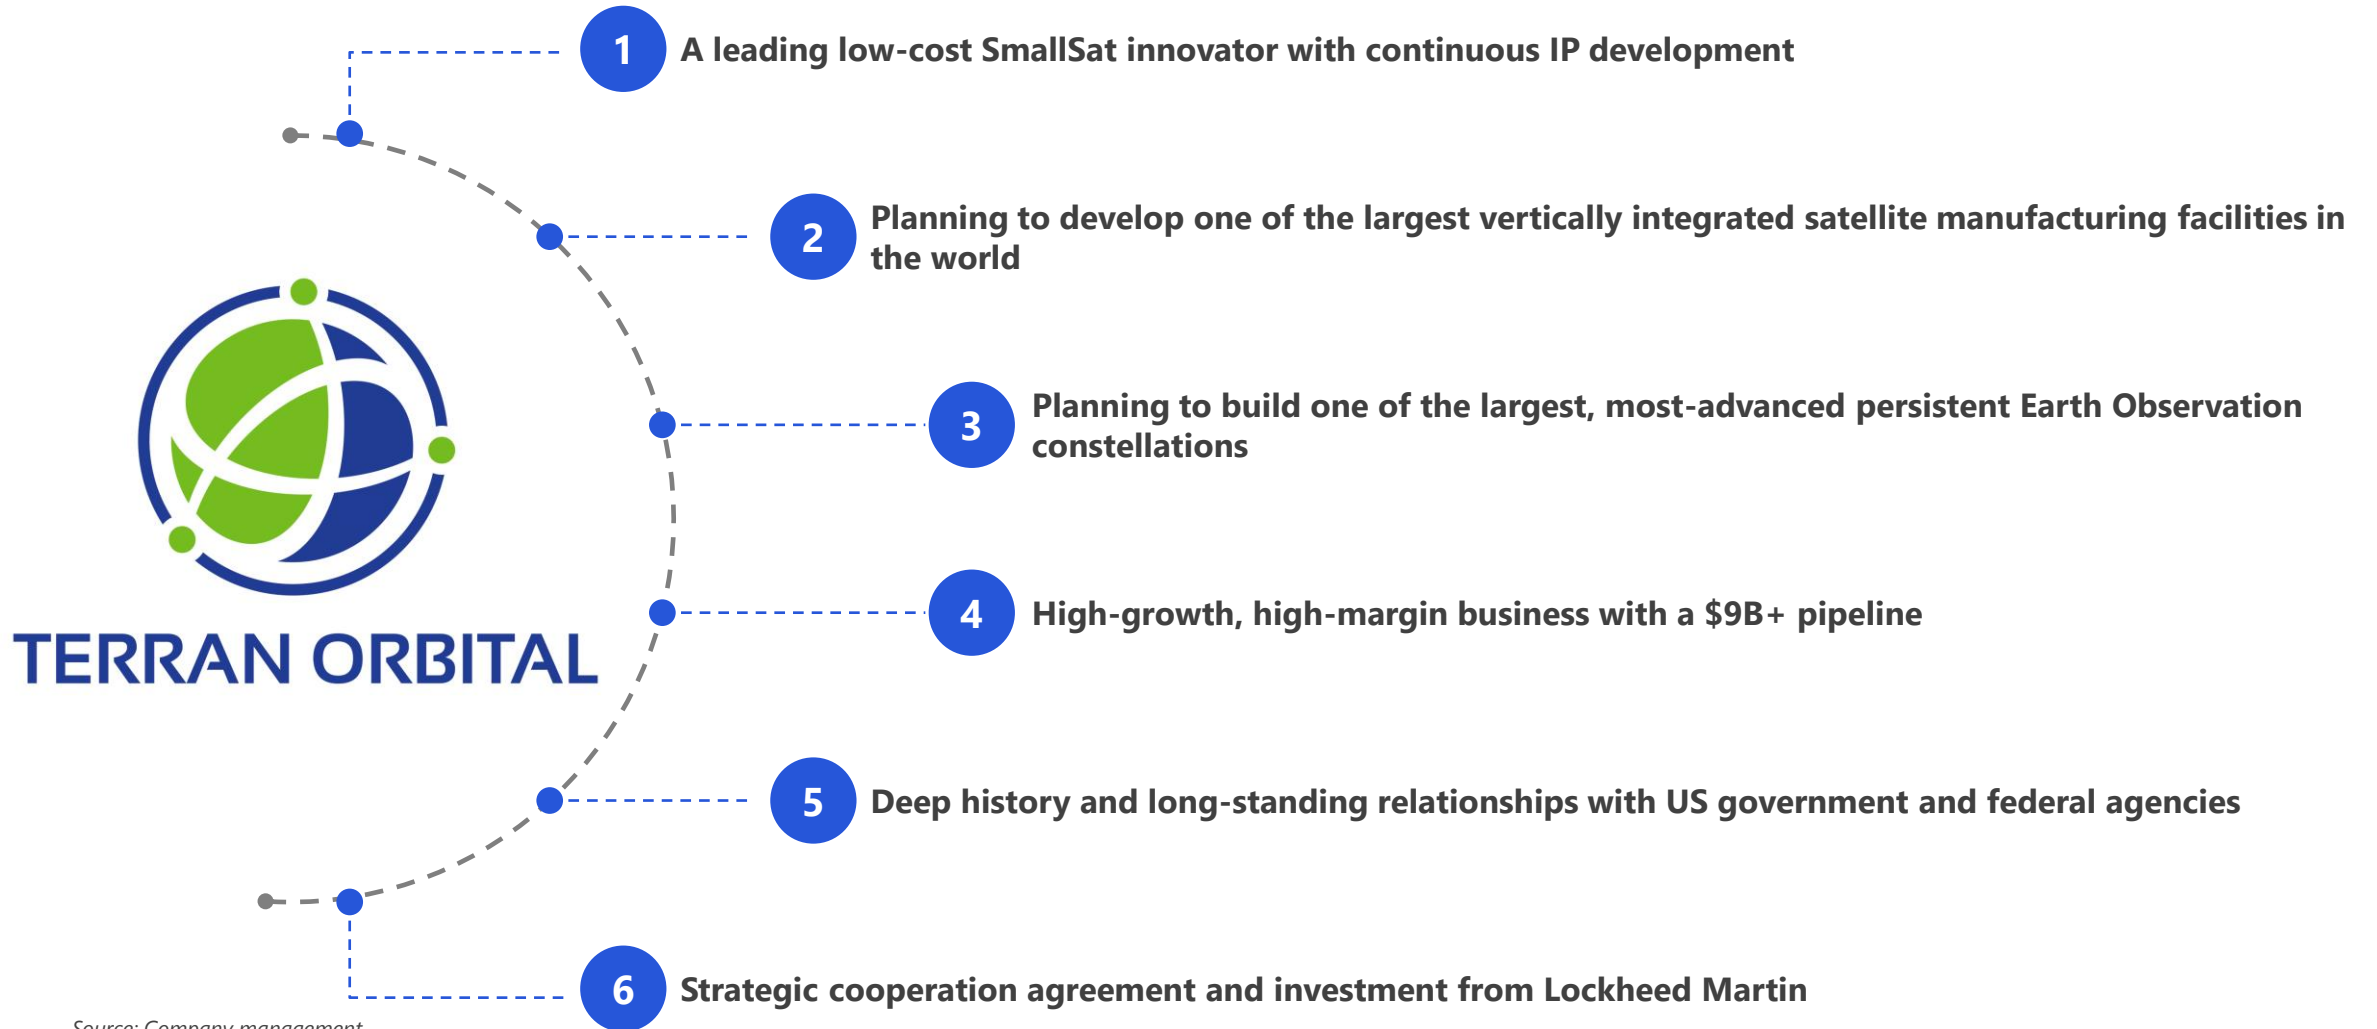 1
A leading low-cost SmallSat innovator with continuous IP development
2
Planning to develop one of the largest vertically integrated satellite manufacturing facilities in
the world
3
Planning to build one of the largest, most-advanced persistent Earth Observation
constellations
TERRAN ORBITAL
4
High-growth, high-margin business with a $9B+ pipeline
5
Deep history and long-standing relationships with US government and federal agencies
6
Strategic cooperation agreement and investment from Lockheed Martin
Source: Company management